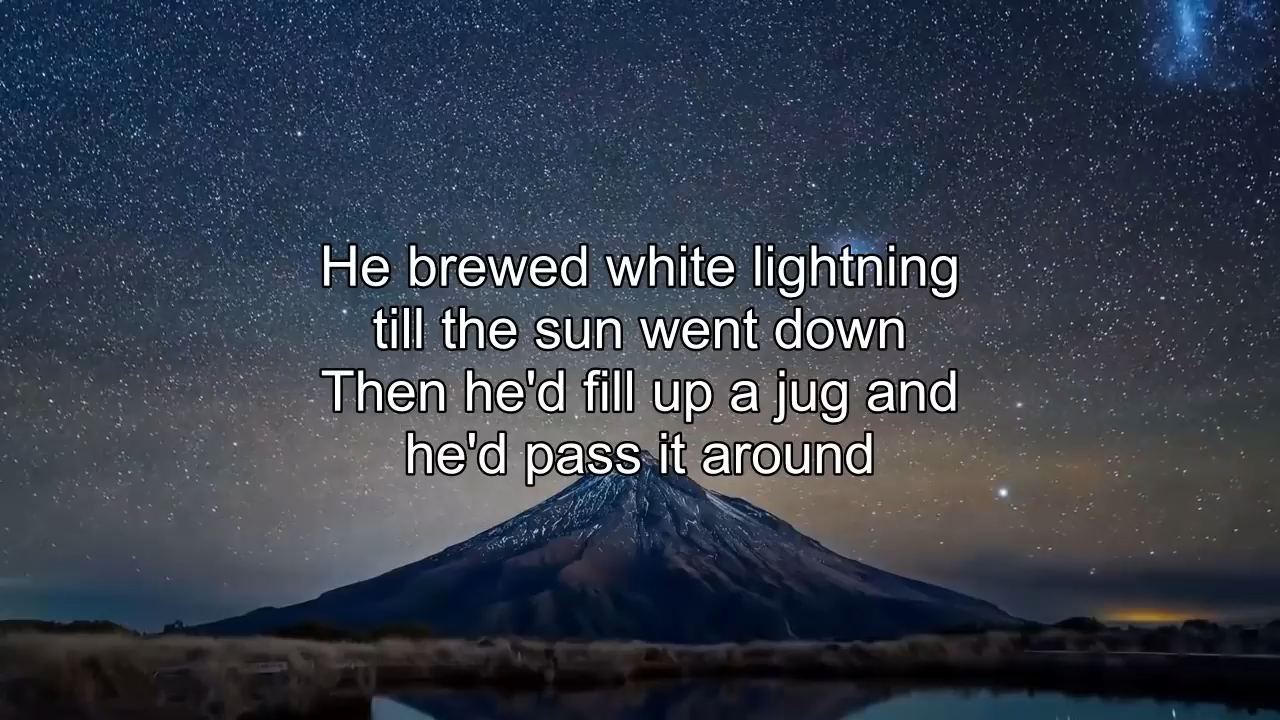 He brewed white lightning
till the sun went down
Then he'd fill up a jug and
he'd pass it around